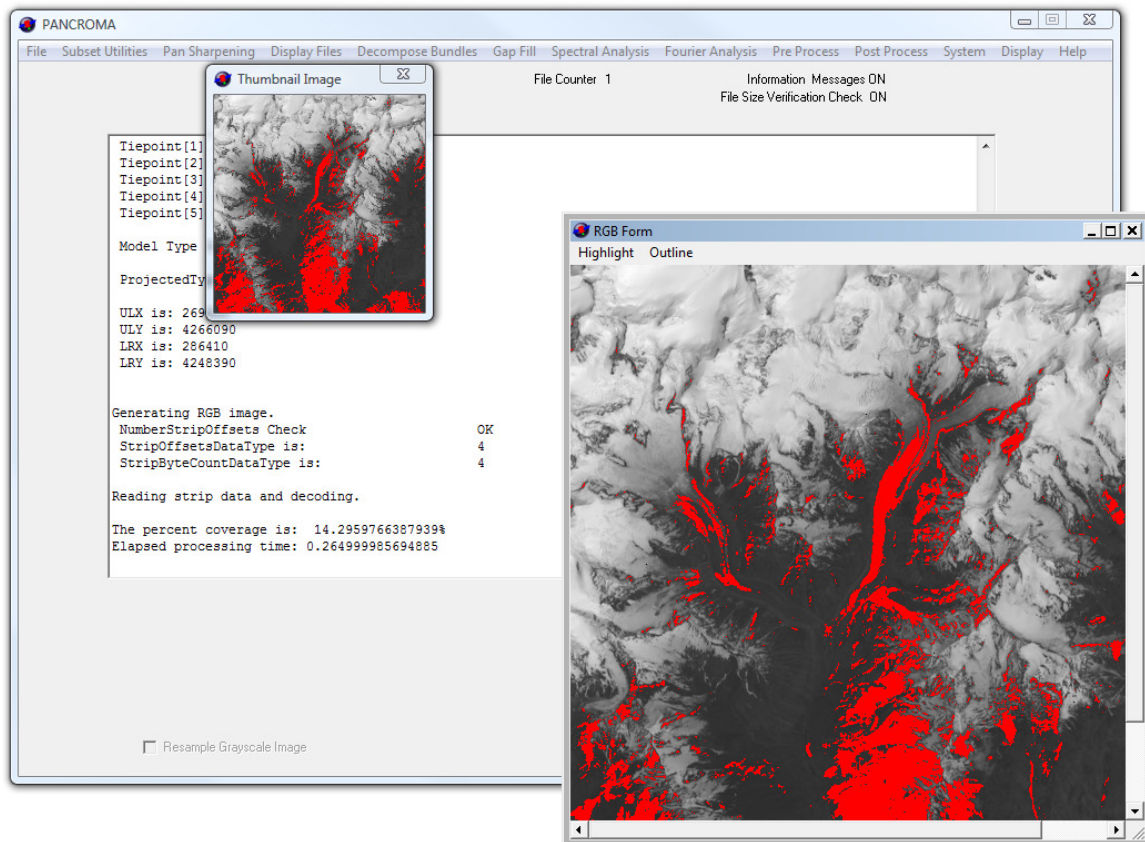 PANCROMA
File Subset Utilities Pan Sharpening Display Files Decompose Bundles Gap Fill Spectral Analysis Fourier Analysis Pre Process Post Process System Display Help
Thumbnail Image
File Counter 1
Information Messages ON
File Size Verification Check ON
Tiepoint[1]
Tiepoint[2]
Tiepoint[3]
Tiepoint[4]
Tiepoint[5]
Model Type
ProjectedTy
ULX is: 269
ULY is: 4266090
LRX is: 286410
LRY is: 4248390
Generating RGB image.
NumberStripOffsets Check OK
StripOffsetsDataType is: 4
StripByteCountDataType is: 4
Reading strip data and decoding.
The percent coverage is: 14.2959766387939%
Elapsed processing time: 0.264999985694885
Resample Grayscale Image
RGB Form
Highlight Outline